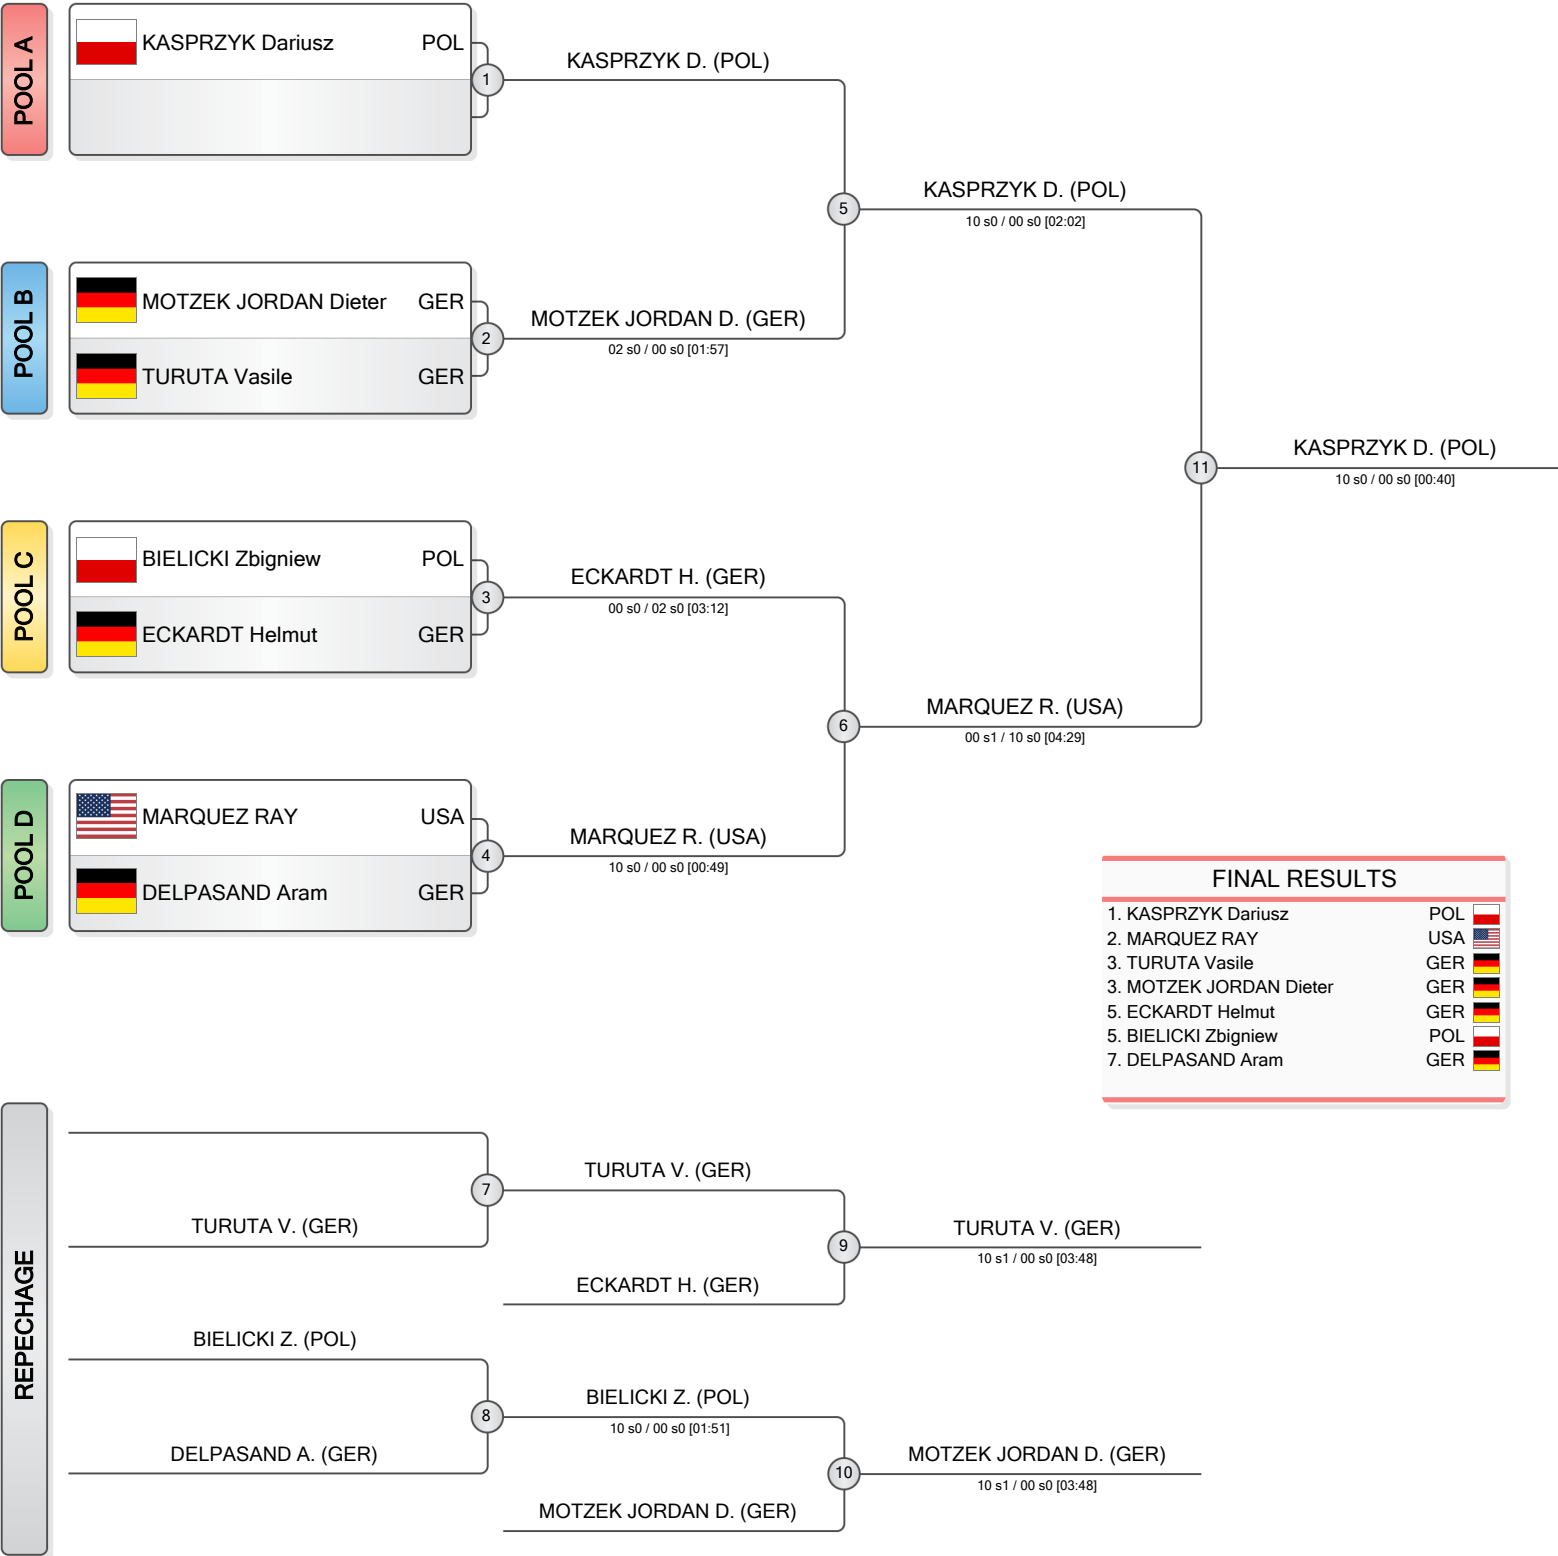 POOL A
KASPRZYK Dariusz POL
1
KASPRZYK D. (POL)
5
KASPRZYK D. (POL)
10 s0 / 00 s0 [02:02]
POOL B
MOTZEK JORDAN Dieter GER
TURUTA Vasile GER
2
MOTZEK JORDAN D. (GER)
02 s0 / 00 s0 [01:57]
11
KASPRZYK D. (POL)
10 s0 / 00 s0 [00:40]
POOL C
BIELICKI Zbigniew POL
ECKARDT Helmut GER
3
ECKARDT H. (GER)
00 s0 / 02 s0 [03:12]
6
MARQUEZ R. (USA)
00 s1 / 10 s0 [04:29]
POOL D
MARQUEZ RAY USA
DELPASAND Aram GER
4
MARQUEZ R. (USA)
10 s0 / 00 s0 [00:49]
FINAL RESULTS
1. KASPRZYK Dariusz POL
2. MARQUEZ RAY USA
3. TURUTA Vasile GER
3. MOTZEK JORDAN Dieter GER
5. ECKARDT Helmut GER
5. BIELICKI Zbigniew POL
7. DELPASAND Aram GER
REPECHAGE
TURUTA V. (GER)
7
TURUTA V. (GER)
ECKARDT H. (GER)
9
TURUTA V. (GER)
10 s1 / 00 s0 [03:48]
BIELICKI Z. (POL)
DELPASAND A. (GER)
8
BIELICKI Z. (POL)
10 s0 / 00 s0 [01:51]
MOTZEK JORDAN D. (GER)
10
MOTZEK JORDAN D. (GER)
10 s1 / 00 s0 [03:48]